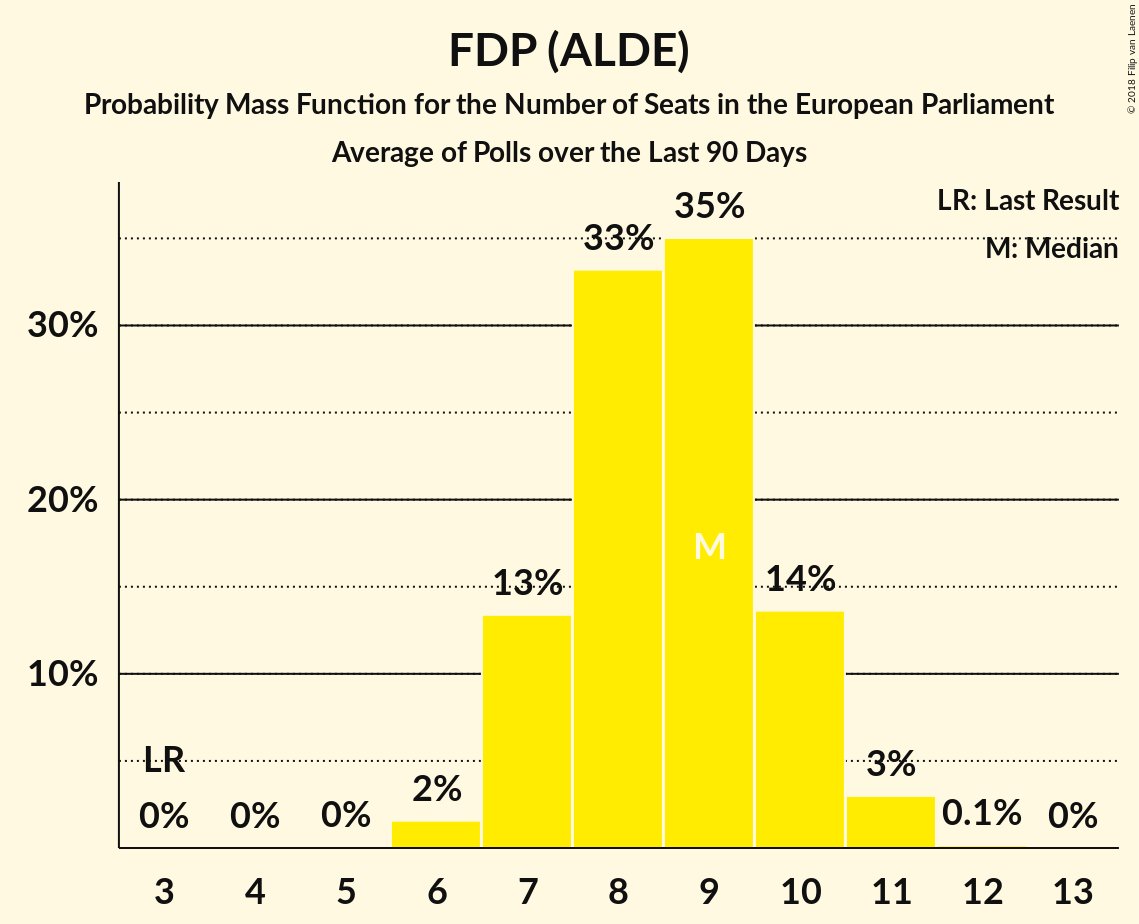 FDP (ALDE)
Probability Mass Function for the Number of Seats in the European Parliament
Average of Polls over the Last 90 Days
© 2018 Filip van Laenen
LR: Last Result
M: Median
30%
20%
10%
LR
0%
0%
0%
2%
13%
33%
35%
M
14%
3%
0.1%
0%
3 4 5 6 7 8 9 10 11 12 13